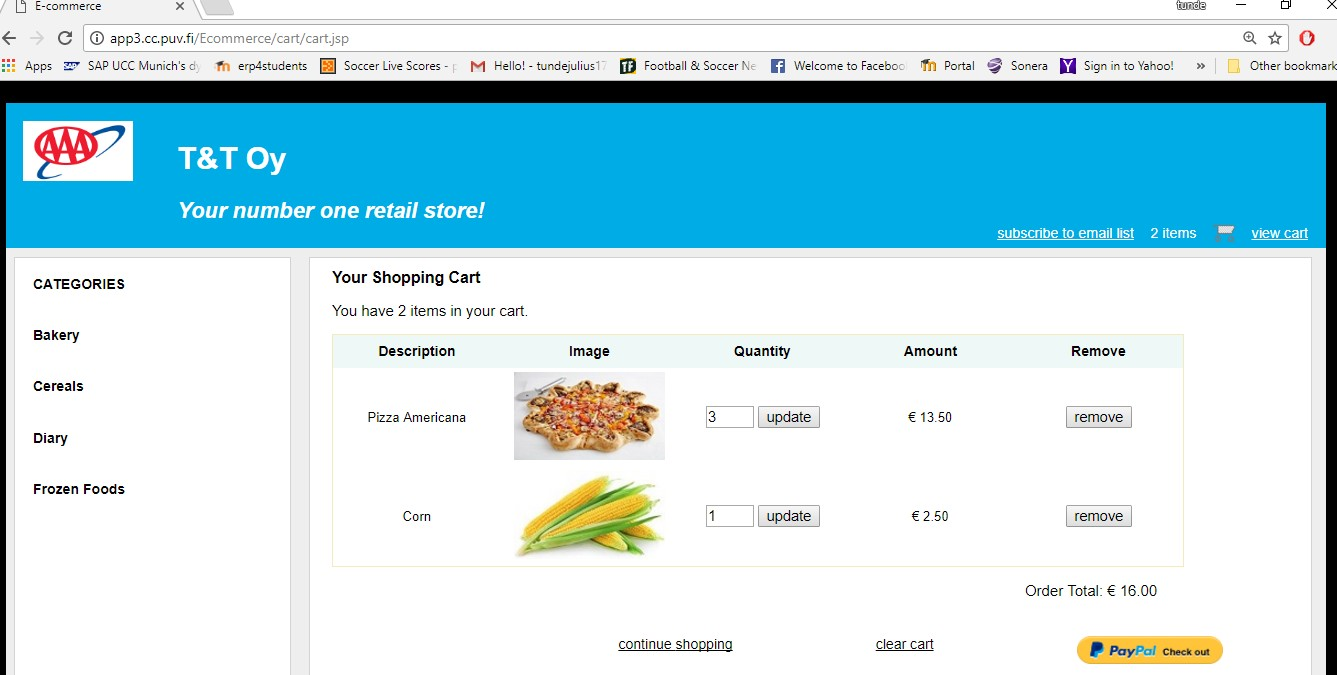 E-commerce
tunde
app3.cc.puv.fi/Ecommerce/cart/cart.jsp
Apps SAP UCC Munich's dy erp4students Soccer Live Scores - Hello! - tundejulius17 Football & Soccer Ne Welcome to Faceboo Portal Sonera Sign in to Yahoo! » Other bookmark
AAA
T&T Oy
Your number one retail store!
subscribe to email list 2 items view cart
CATEGORIES
Bakery
Cereals
Diary
Frozen Foods
Your Shopping Cart
You have 2 items in your cart.
Description Image Quantity Amount Remove
Pizza Americana 3 update € 13.50 remove
Corn 1 update € 2.50 remove
Order Total: € 16.00
continue shopping clear cart PayPal Check out